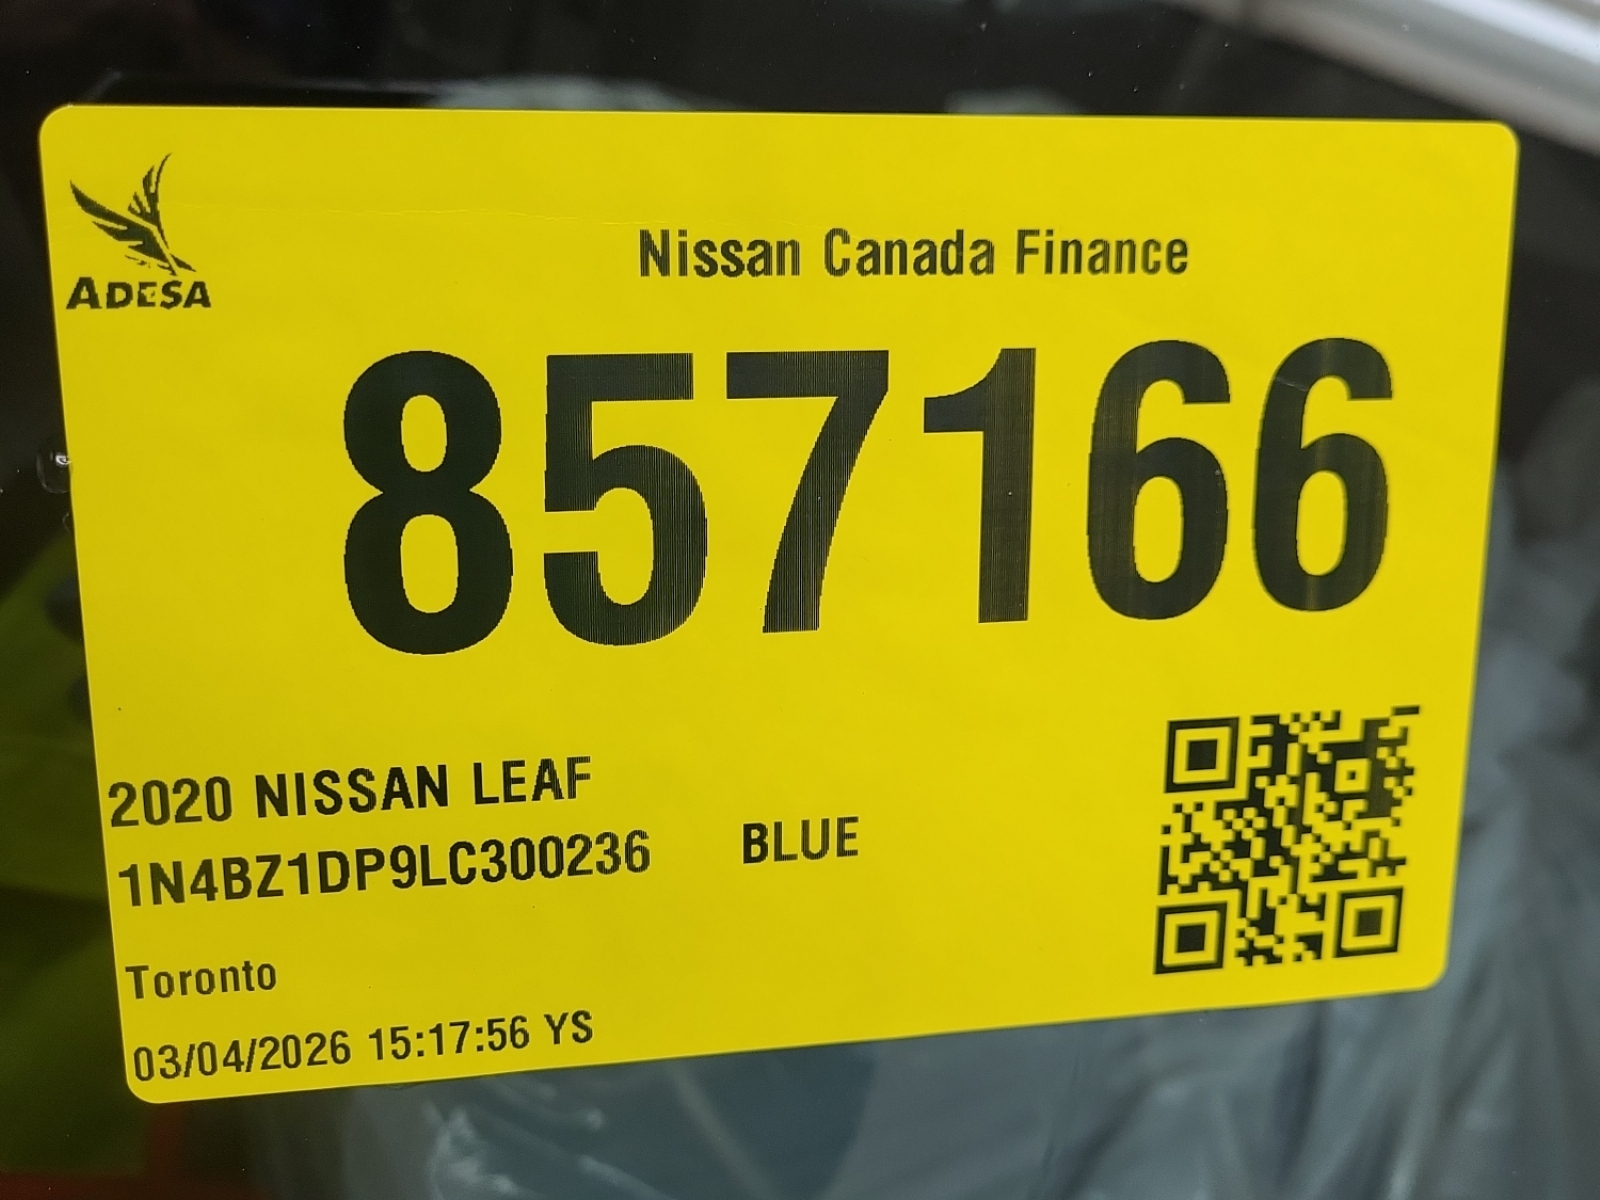 ADESA
Nissan Canada Finance
857166
2020 NISSAN LEAF
1N4BZ1DP9LC300236 BLUE
Toronto
03/04/2026 15:17:56 YS